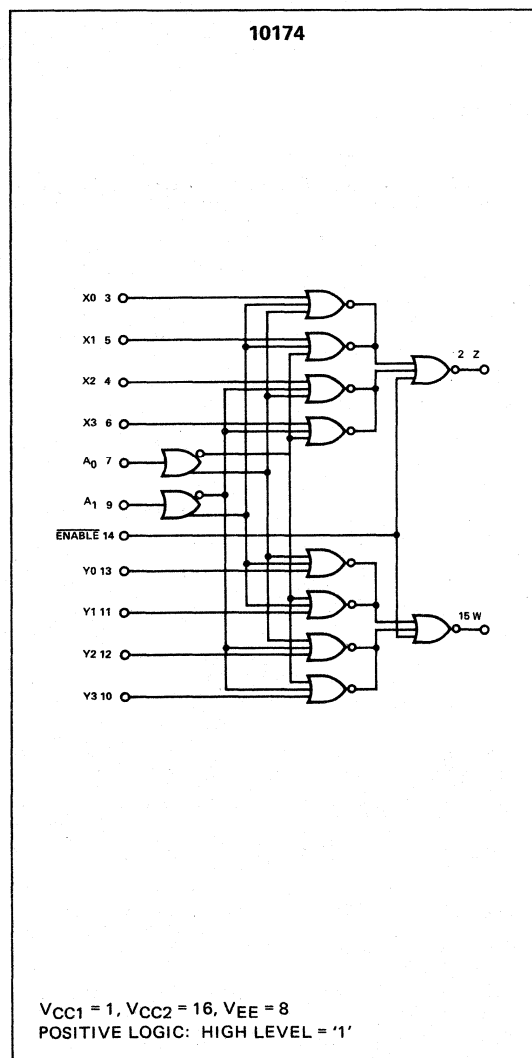 10174
X0 3
X1 5
2 Z
X2 4
X3 6
A0 7
A1 9
ENABLE 14
Y0 13
Y1 11
15 W
Y2 12
Y3 10
VCC1 = 1, VCC2 = 16, VEE = 8
POSITIVE LOGIC: HIGH LEVEL = '1'